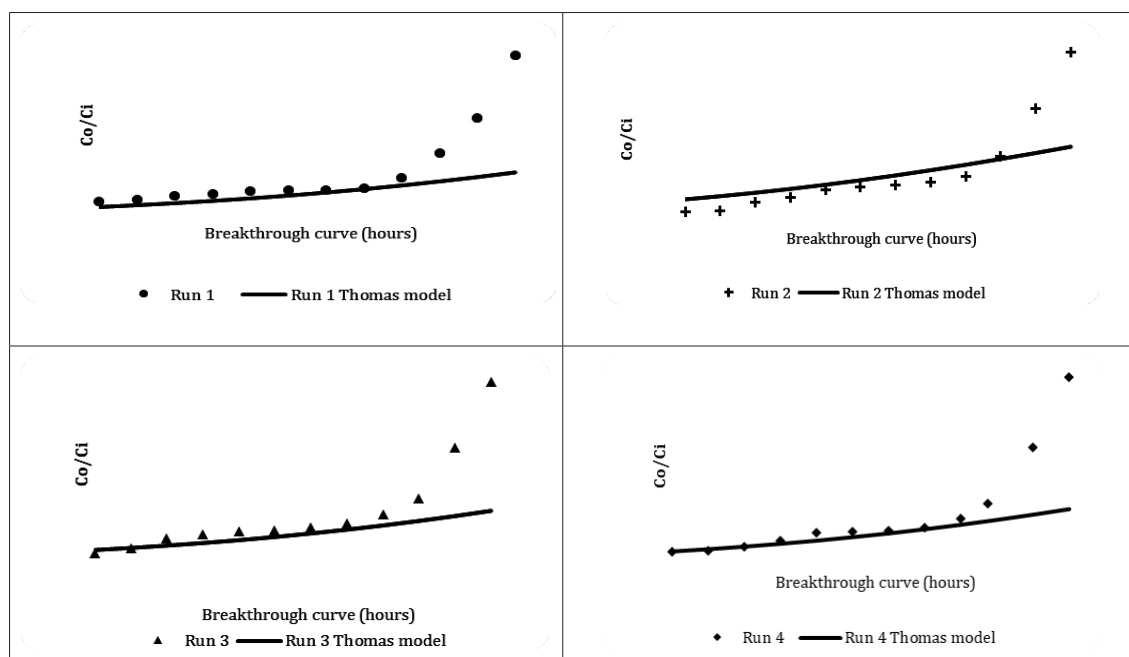 Co/Ci
Breakthrough curve (hours)
Run 1 Run 1 Thomas model
Co/Ci
Breakthrough curve (hours)
Run 2 Run 2 Thomas model
Co/Ci
Breakthrough curve (hours)
Run 3 Run 3 Thomas model
Co/Ci
Breakthrough curve (hours)
Run 4 Run 4 Thomas model